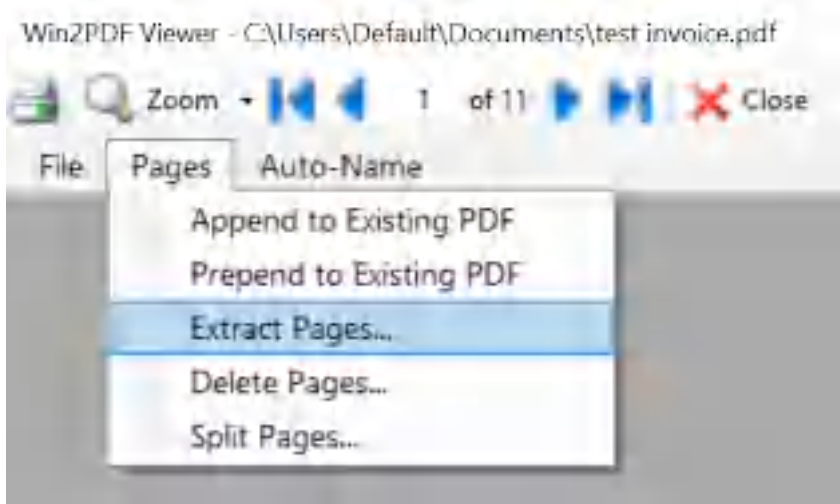 Win2PDF Viewer - C:\Users\Default\Documents\test invoice.pdf
Zoom 1 of 11 Close
File Pages Auto-Name
Append to Existing PDF
Prepend to Existing PDF
Extract Pages...
Delete Pages...
Split Pages...